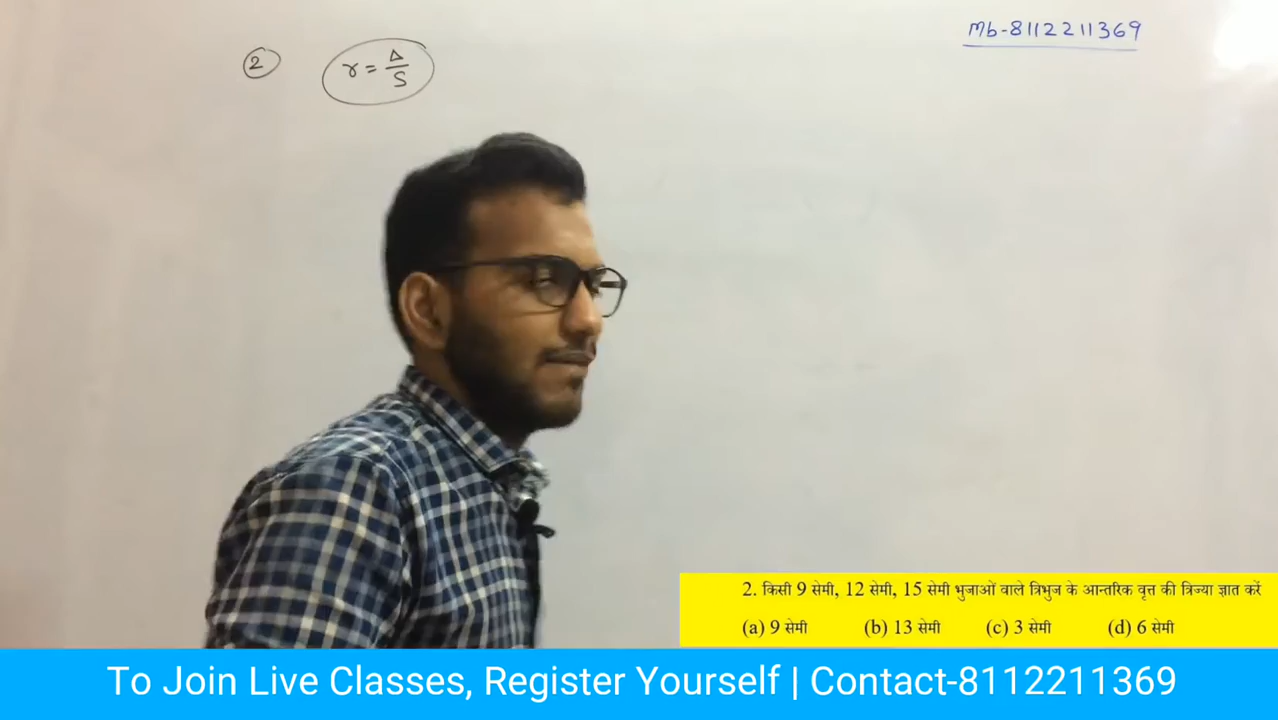 Mb-8112211369
2 r = Δ/S
2. किसी 9 सेमी, 12 सेमी, 15 सेमी भुजाओं वाले त्रिभुज के आन्तरिक वृत्त की त्रिज्या ज्ञात करें
(a) 9 सेमी (b) 13 सेमी (c) 3 सेमी (d) 6 सेमी
To Join Live Classes, Register Yourself | Contact-8112211369